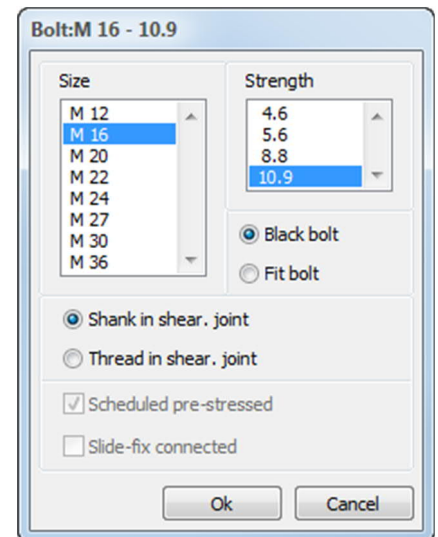 Bolt:M 16 - 10.9
Size
M 12
M 16
M 20
M 22
M 24
M 27
M 30
M 36
Strength
4.6
5.6
8.8
10.9
Black bolt
Fit bolt
Shank in shear. joint
Thread in shear. joint
Scheduled pre-stressed
Slide-fix connected
Ok
Cancel